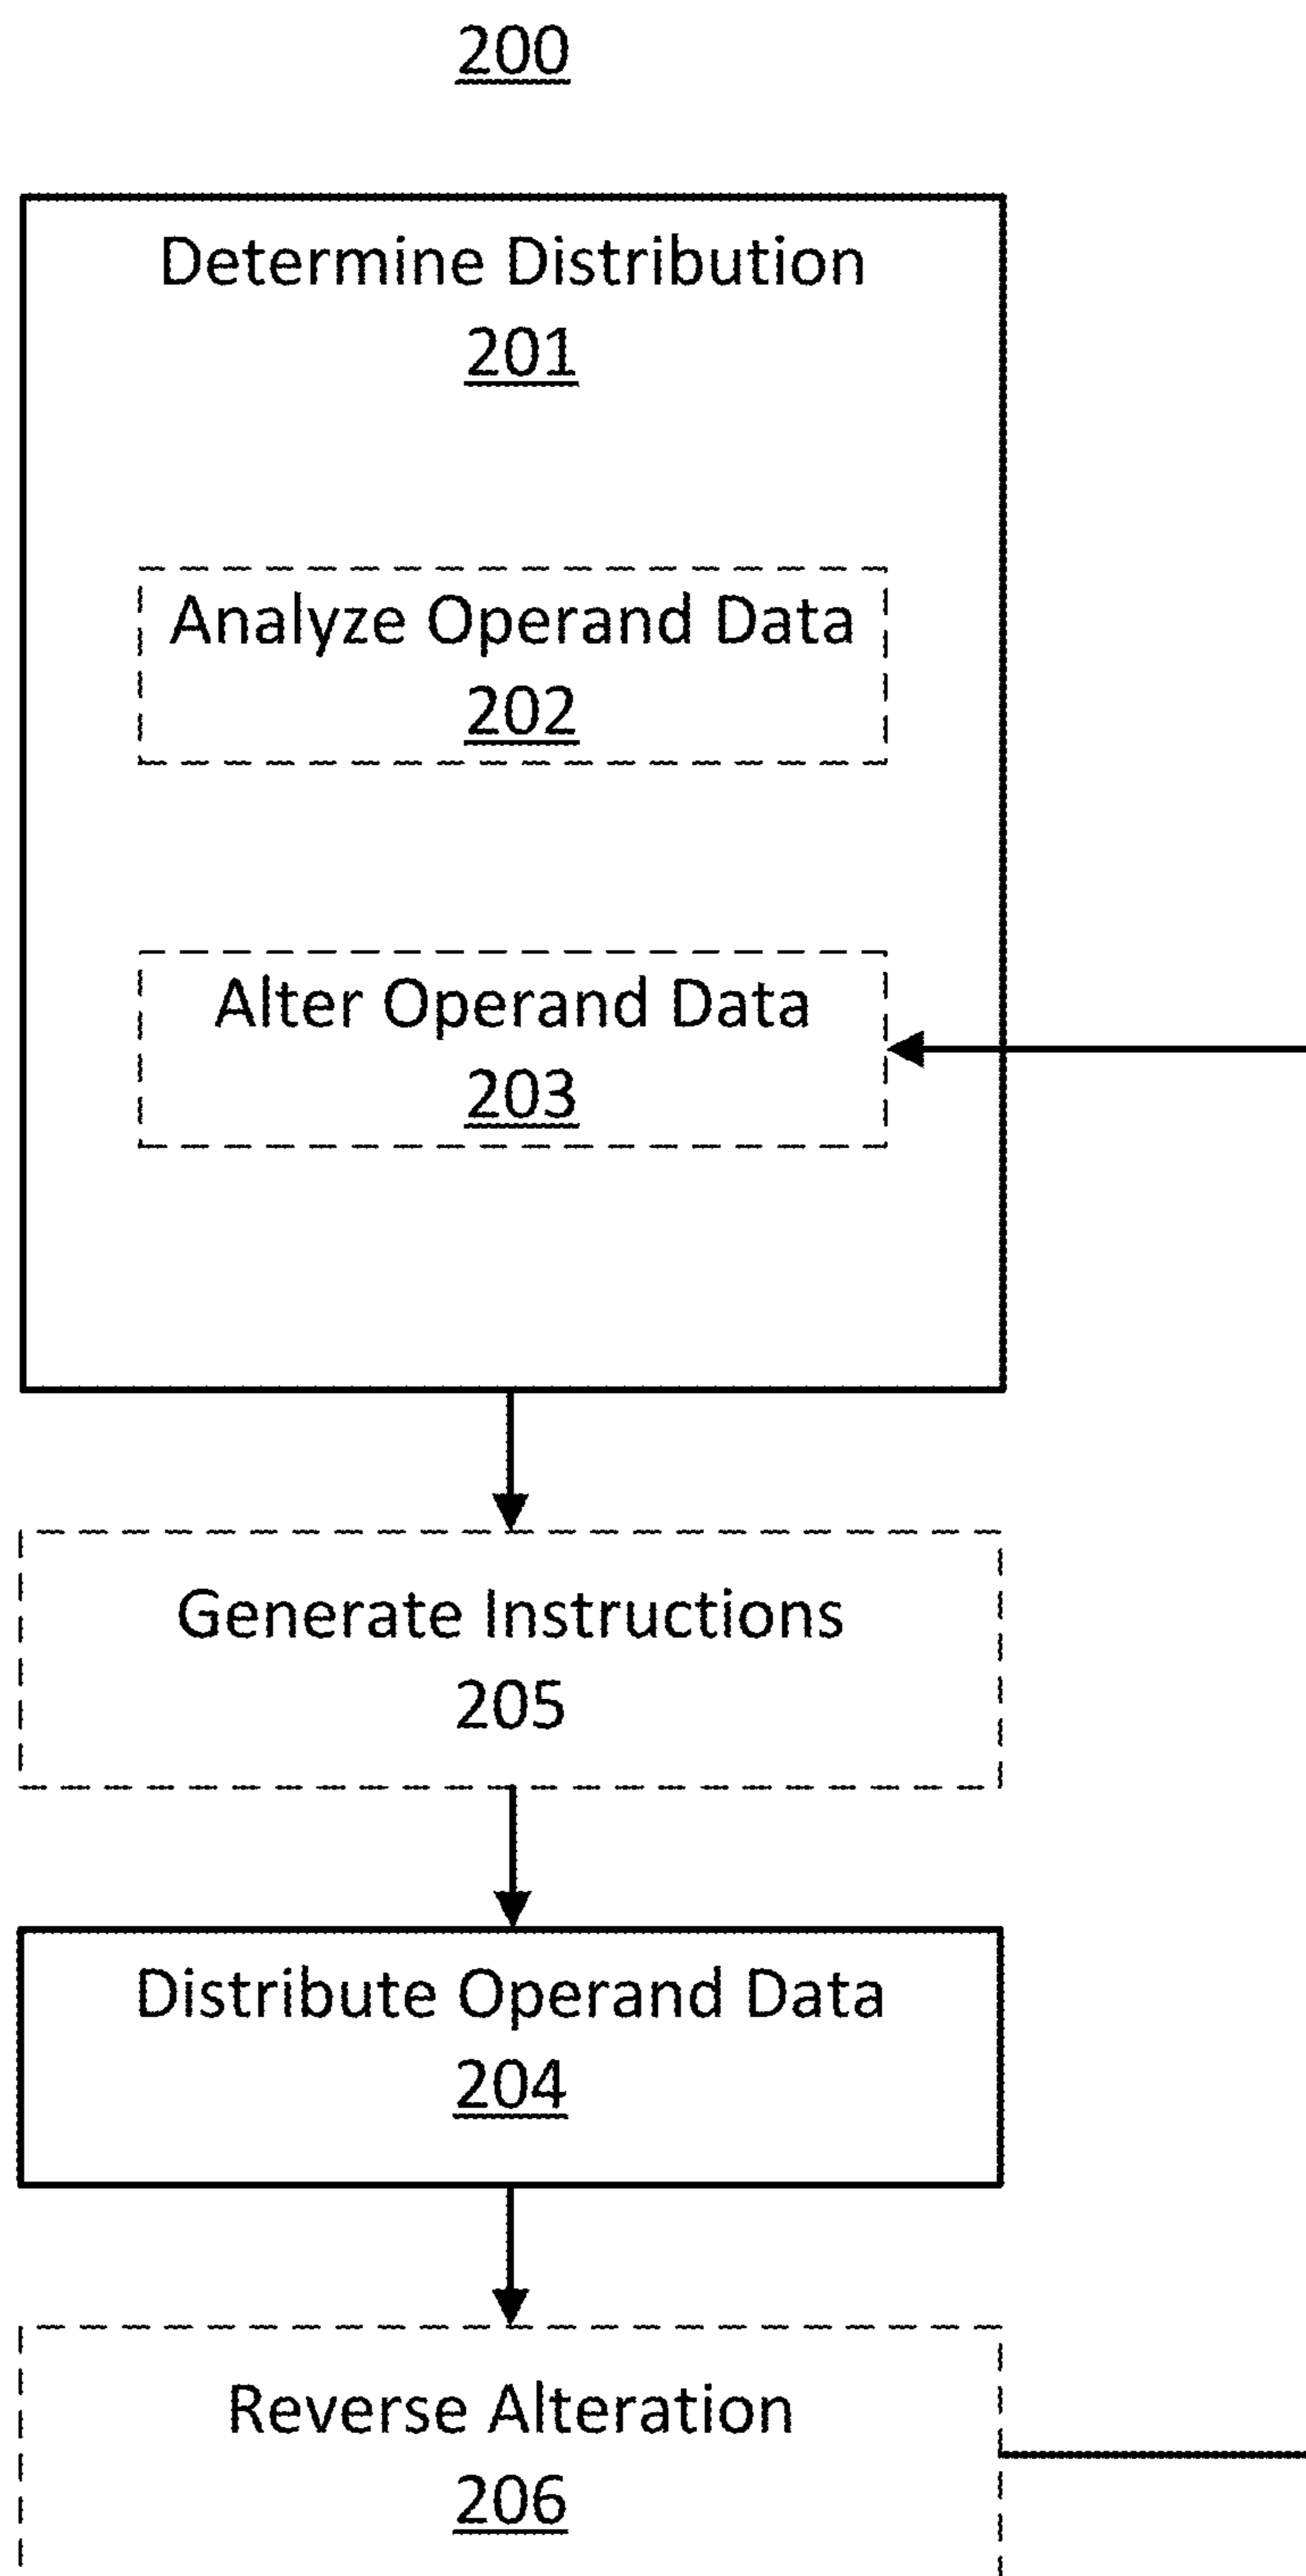 200
Determine Distribution
201
Analyze Operand Data
202
Alter Operand Data
203
Generate Instructions
205
Distribute Operand Data
204
Reverse Alteration
206